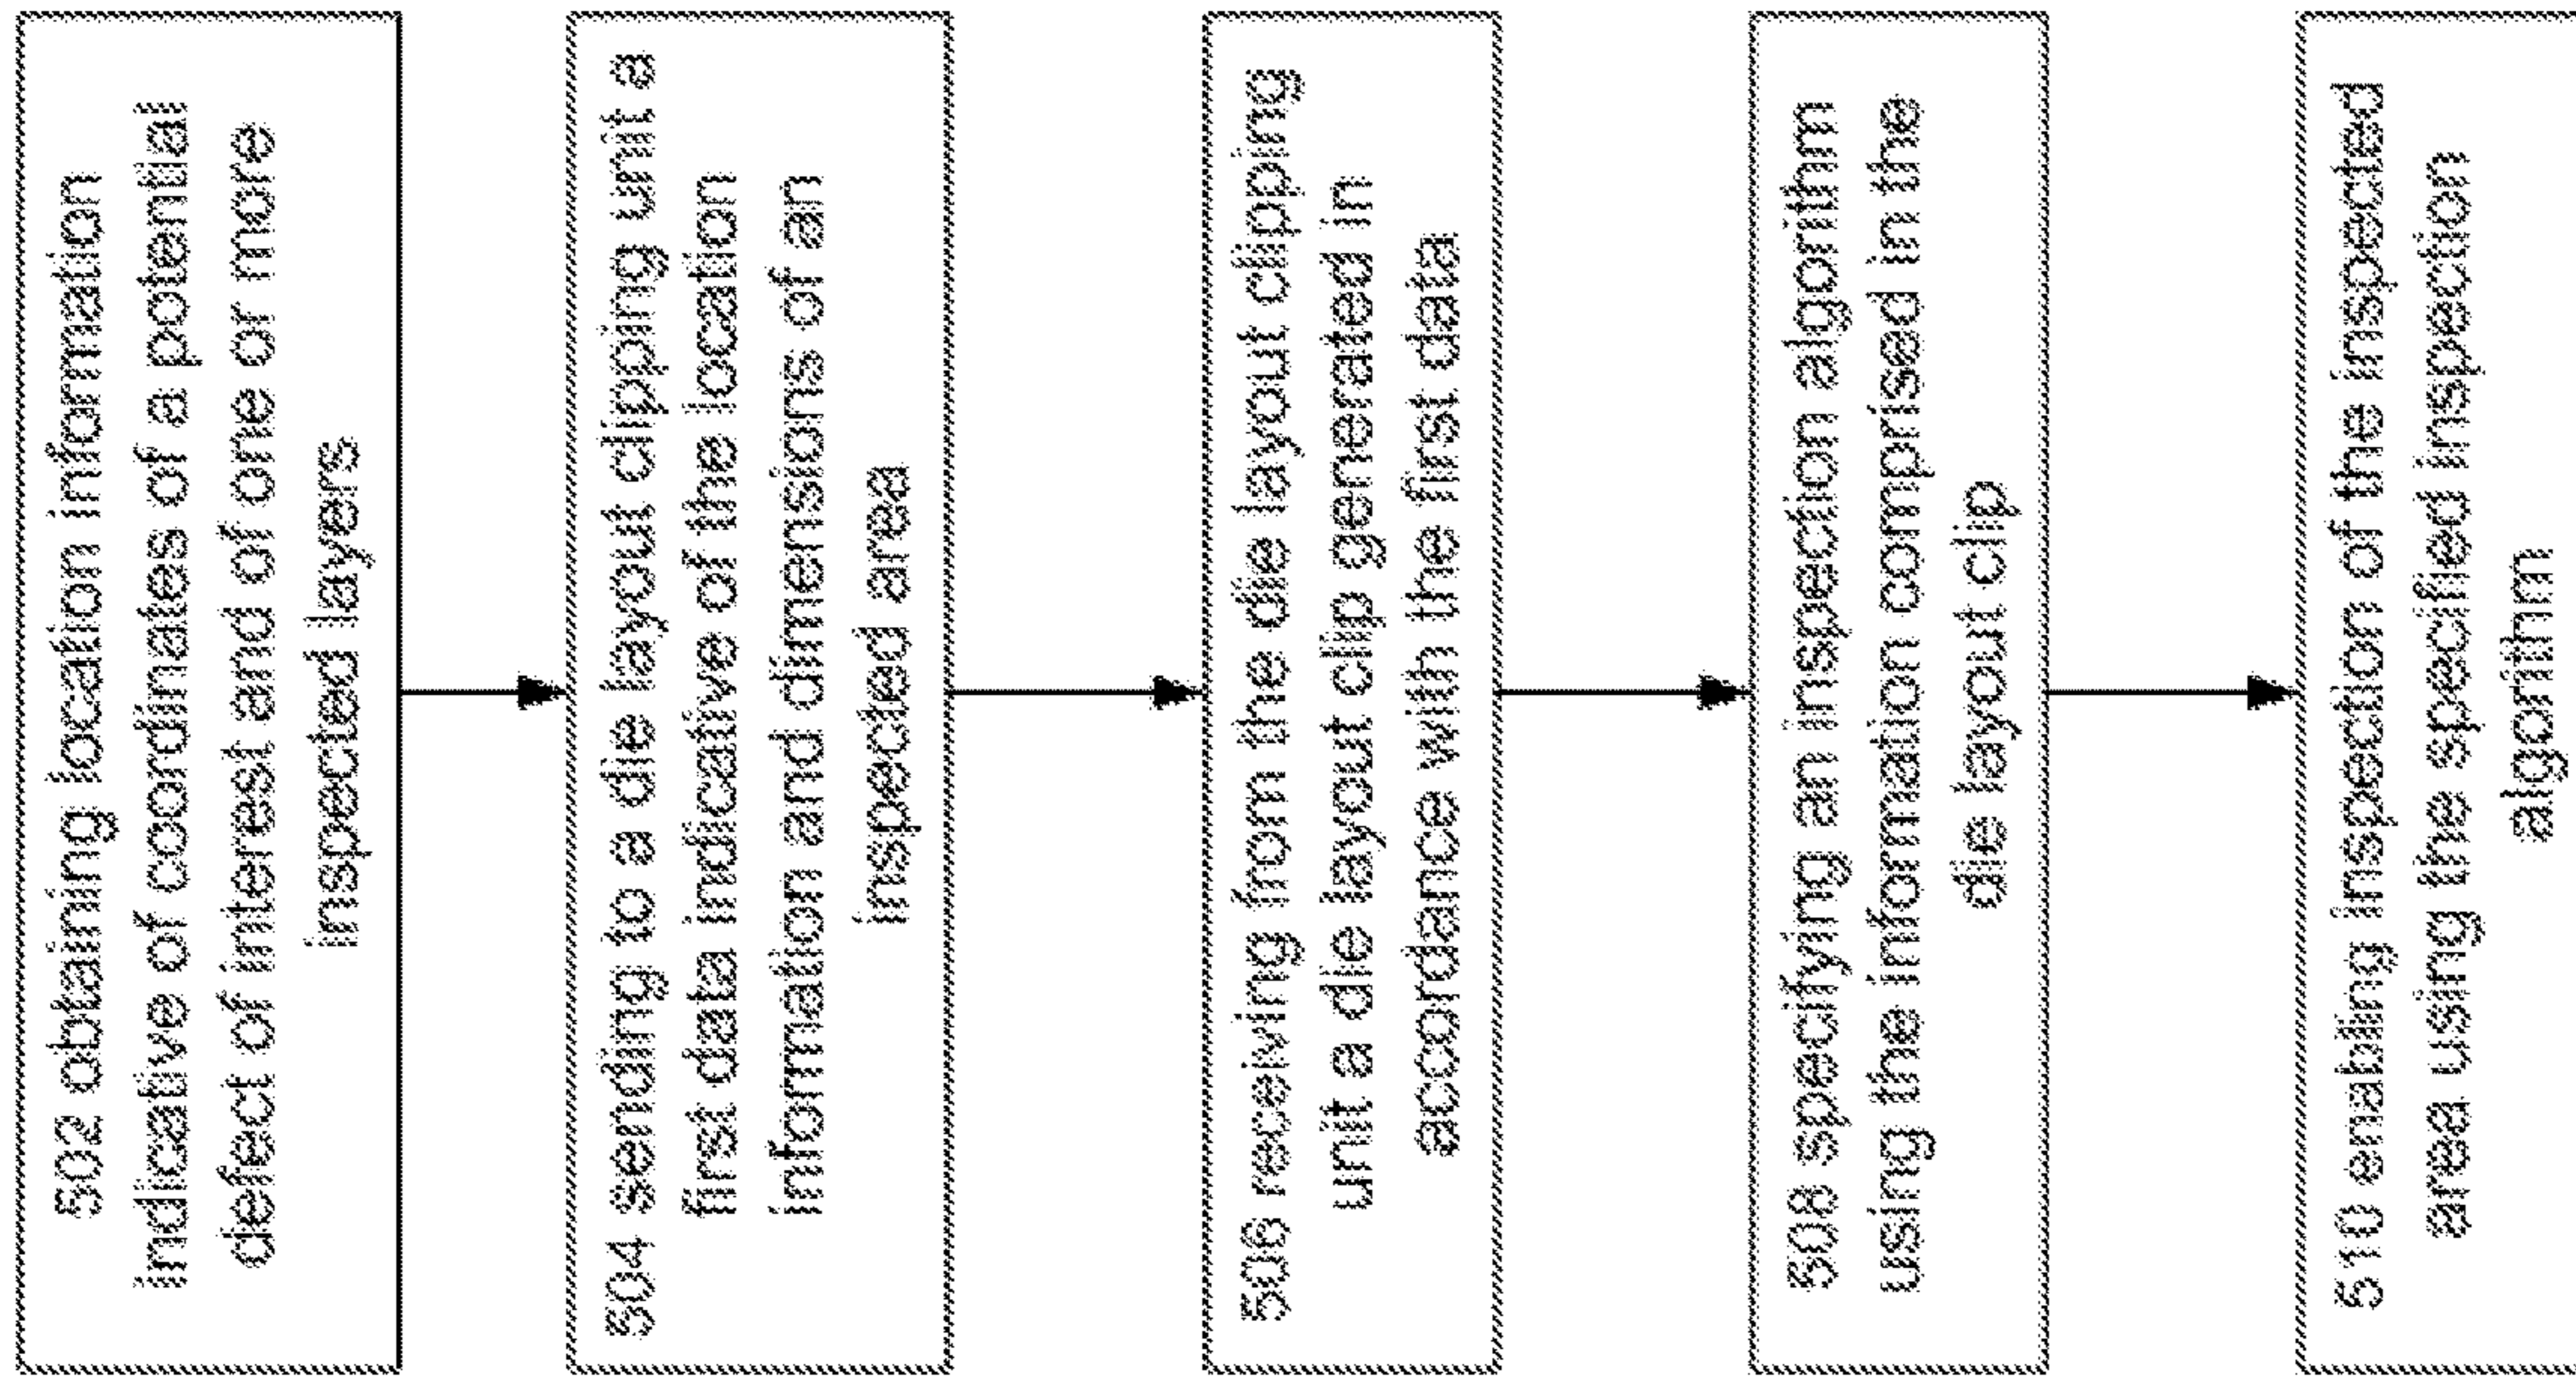 502 obtaining location information
indicative of coordinates of a potential
defect of interest and of one or more
inspected layers
504 sending to a die layout clipping unit a
first data indicative of the location
information and dimensions of an
inspected area
506 receiving from the die layout clipping
unit a die layout clip generated in
accordance with the first data
508 specifying an inspection algorithm
using the information comprised in the
die layout clip
510 enabling inspection of the inspected
area using the specified inspection
algorithm